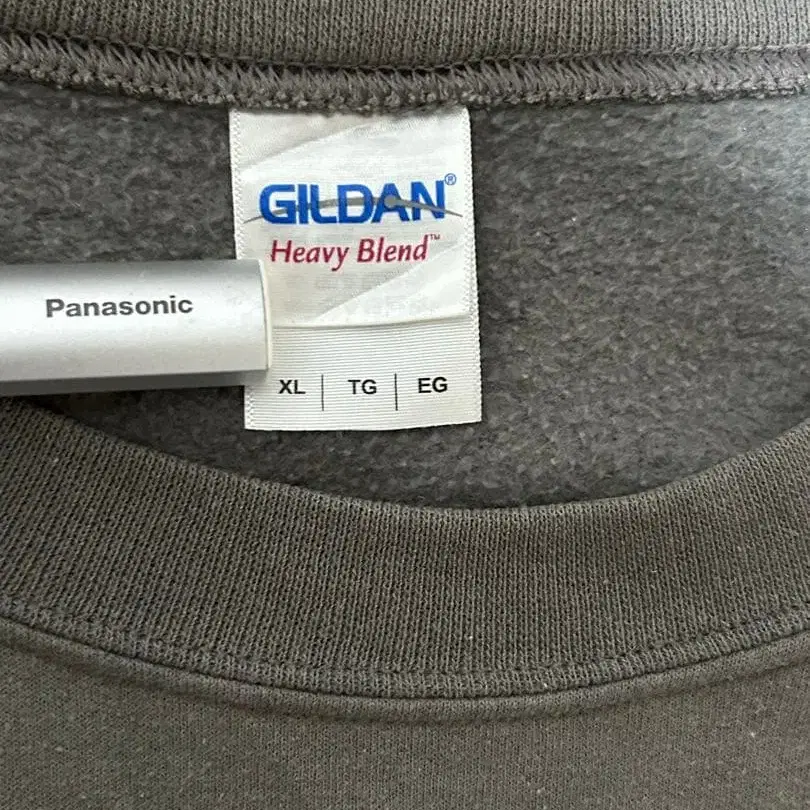 GILDAN®
Heavy Blend™
Panasonic
XL | TG | EG